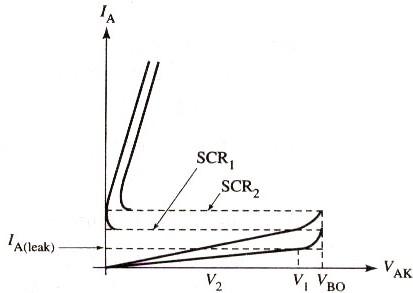 I_A
SCR_1
SCR_2
I_A(leak)
V_2
V_1
V_BO
V_AK